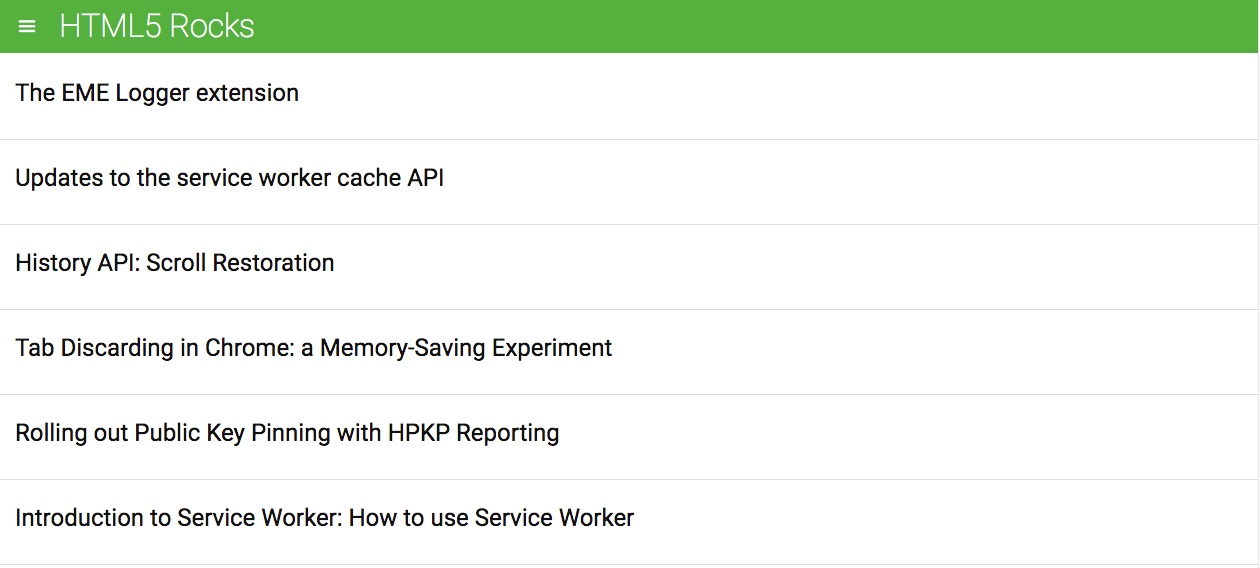 HTML5 Rocks
The EME Logger extension
Updates to the service worker cache API
History API: Scroll Restoration
Tab Discarding in Chrome: a Memory-Saving Experiment
Rolling out Public Key Pinning with HPKP Reporting
Introduction to Service Worker: How to use Service Worker